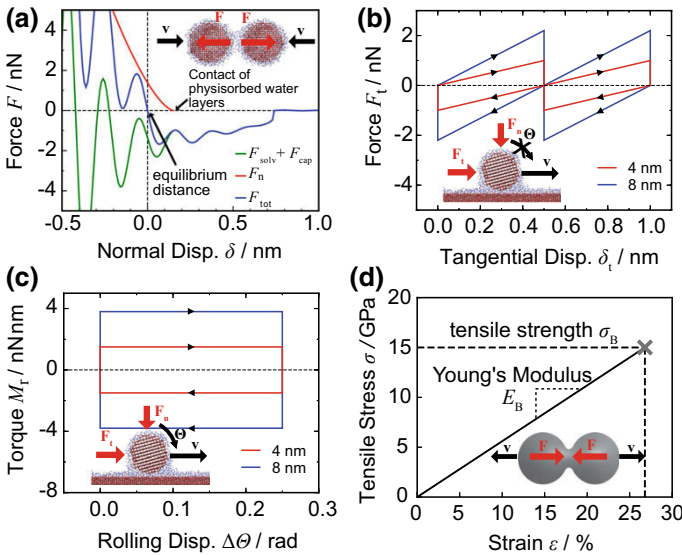 (a)
Force F / nN
4
2
0
-2
-4
v
F
F
v
Contact of
physisorbed water
layers
equilibrium
distance
F_solv + F_cap
F_n
F_tot
-0.5
0.0
0.5
1.0
Normal Disp. δ / nm
(b)
Force F_t / nN
2
0
-2
-4
F_n
Θ
F_t
v
4 nm
8 nm
0.0
0.2
0.4
0.6
0.8
1.0
Tangential Disp. δ_t / nm
(c)
Torque M_r / nNnm
8
4
0
-4
-8
F_n
Θ
F_t
v
4 nm
8 nm
0.0
0.1
0.2
0.3
Rolling Disp. ΔΘ / rad
(d)
Tensile Stress σ / GPa
20
15
10
5
0
tensile strength σ_B
Young's Modulus
E_B
v
F
F
v
0
5
10
15
20
25
30
Strain ε / %